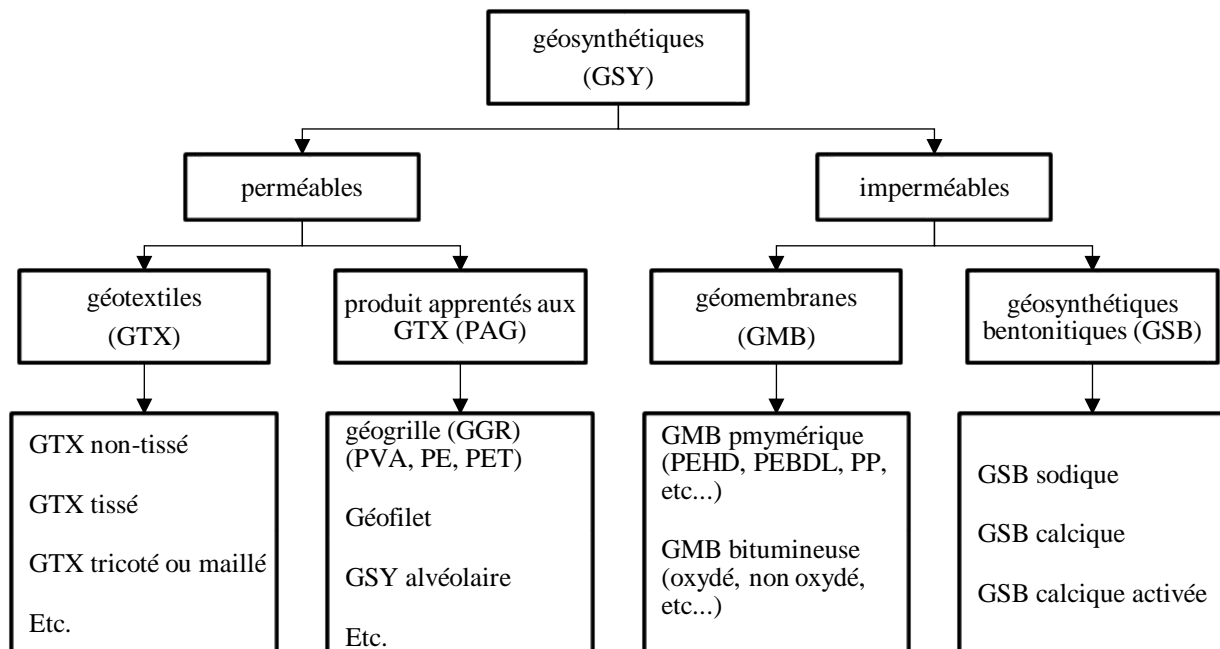 géosynthétiques
(GSY)
perméables
imperméables
géotextiles
(GTX)
produit apprentés aux
GTX (PAG)
géomembranes
(GMB)
géosynthétiques
bentonitiques (GSB)
GTX non-tissé
GTX tissé
GTX tricoté ou maillé
Etc.
géogrille (GGR)
(PVA, PE, PET)
Géofilet
GSY alvéolaire
Etc.
GMB pmymérique
(PEHD, PEBDL, PP,
etc...)
GMB bitumineuse
(oxydé, non oxydé,
etc...)
GSB sodique
GSB calcique
GSB calcique activée